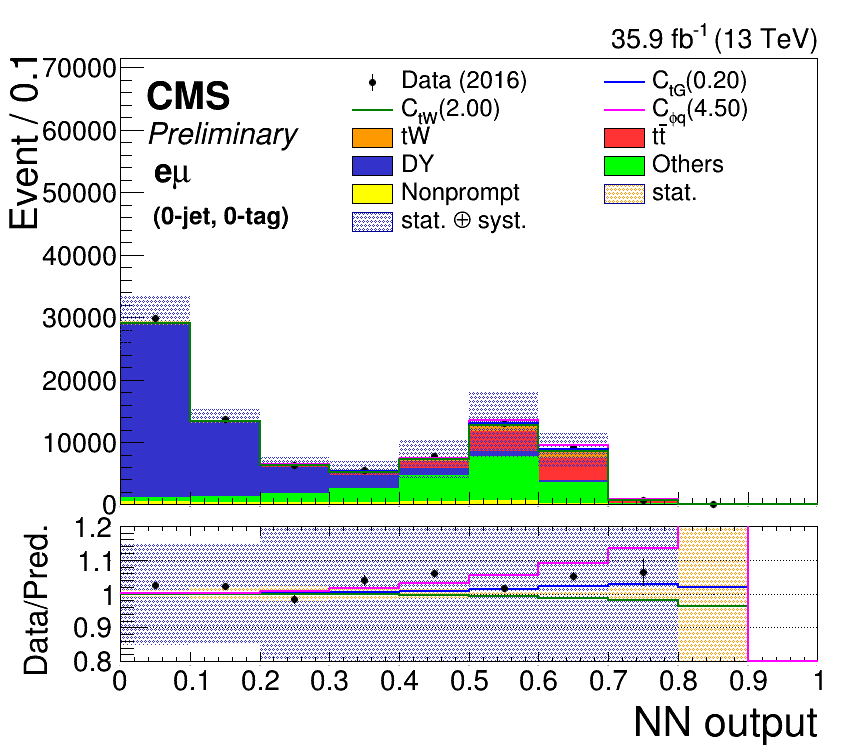 35.9 fb⁻¹ (13 TeV)
Event / 0.1
70000
60000
50000
40000
30000
20000
10000
0
CMS
Preliminary
eμ
(0-jet, 0-tag)
Data (2016)
C_tG(0.20)
C_tW(2.00)
C_ϕq(4.50)
tW
tt̄
DY
Others
Nonprompt
stat.
stat. ⊕ syst.
Data/Pred.
1.2
1.1
1
0.9
0.8
0 0.1 0.2 0.3 0.4 0.5 0.6 0.7 0.8 0.9 1
NN output